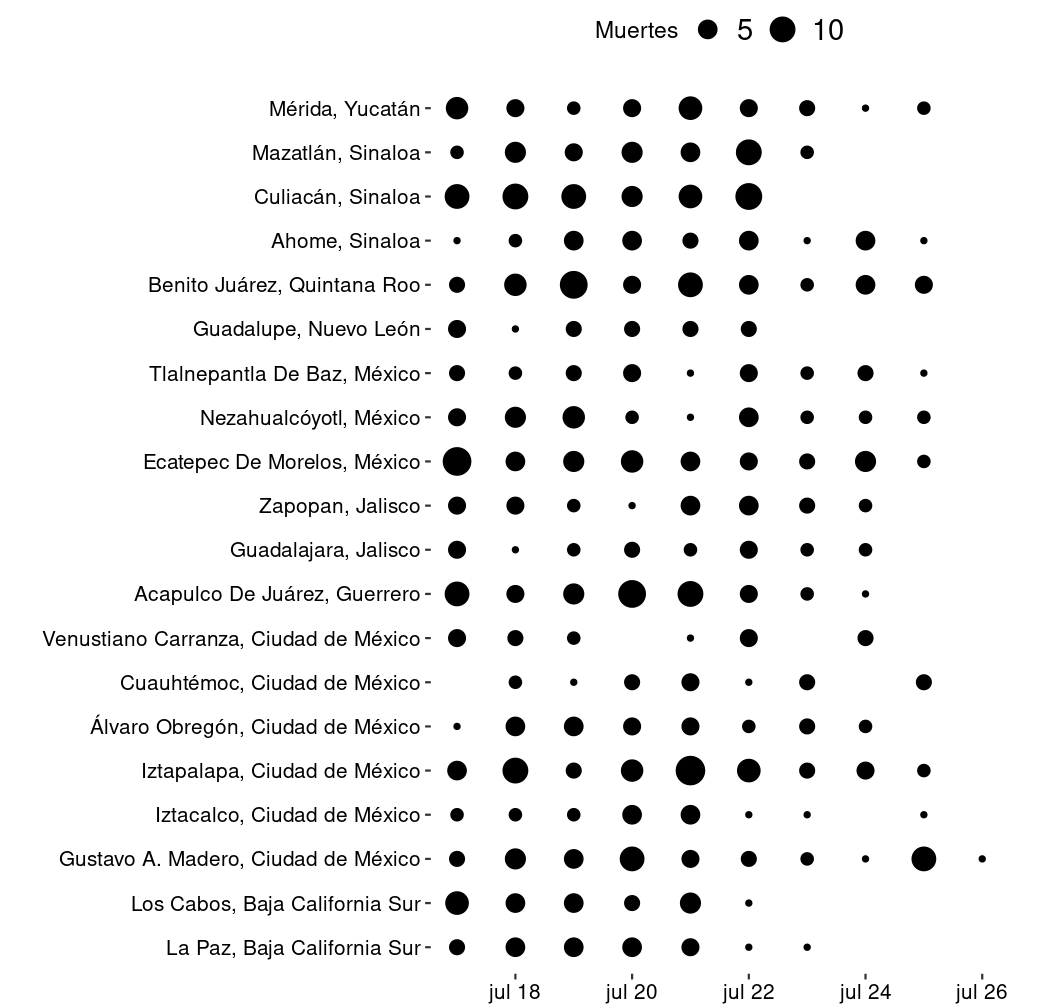 Muertes 5 10
Mérida, Yucatán
Mazatlán, Sinaloa
Culiacán, Sinaloa
Ahome, Sinaloa
Benito Juárez, Quintana Roo
Guadalupe, Nuevo León
Tlalnepantla De Baz, México
Nezahualcóyotl, México
Ecatepec De Morelos, México
Zapopan, Jalisco
Guadalajara, Jalisco
Acapulco De Juárez, Guerrero
Venustiano Carranza, Ciudad de México
Cuauhtémoc, Ciudad de México
Álvaro Obregón, Ciudad de México
Iztapalapa, Ciudad de México
Iztacalco, Ciudad de México
Gustavo A. Madero, Ciudad de México
Los Cabos, Baja California Sur
La Paz, Baja California Sur
jul 18 jul 20 jul 22 jul 24 jul 26